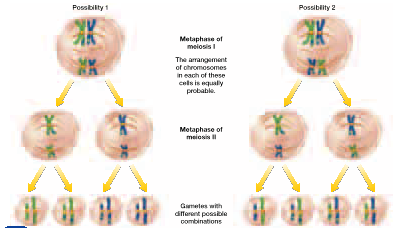 Possibility 1
Possibility 2
Metaphase of
meiosis I
The arrangement
of chromosomes
in each of these
cells is equally
probable.
Metaphase of
meiosis II
Gametes with
different possible
combinations